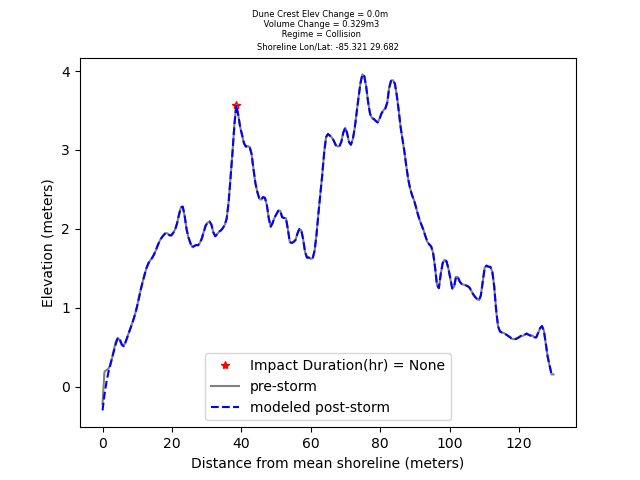 Dune Crest Elev Change = 0.0m
Volume Change = 0.329m3
Regime = Collision
Shoreline Lon/Lat: -85.321 29.682
4
3
2
1
0
Elevation (meters)
Impact Duration(hr) = None
pre-storm
modeled post-storm
0 20 40 60 80 100 120
Distance from mean shoreline (meters)